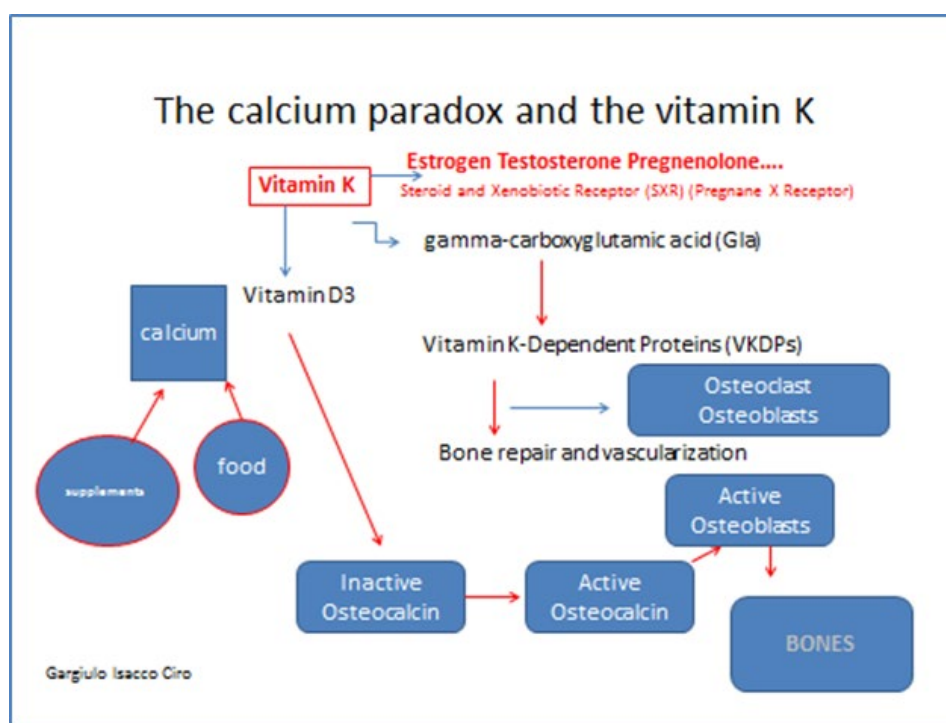 The calcium paradox and the vitamin K
Estrogen Testosterone Pregnenolone....
Vitamin K
Steroid and Xenobiotic Receptor (SXR) (Pregnane X Receptor)
gamma-carboxyglutamic acid (Gla)
Vitamin D3
calcium
Vitamin K-Dependent Proteins (VKDPs)
Osteoclast
Osteoblasts
Bone repair and vascularization
food
supplements
Active
Osteoblasts
Inactive
Osteocalcin
Active
Osteocalcin
BONES
Gargiulo Isacco Ciro